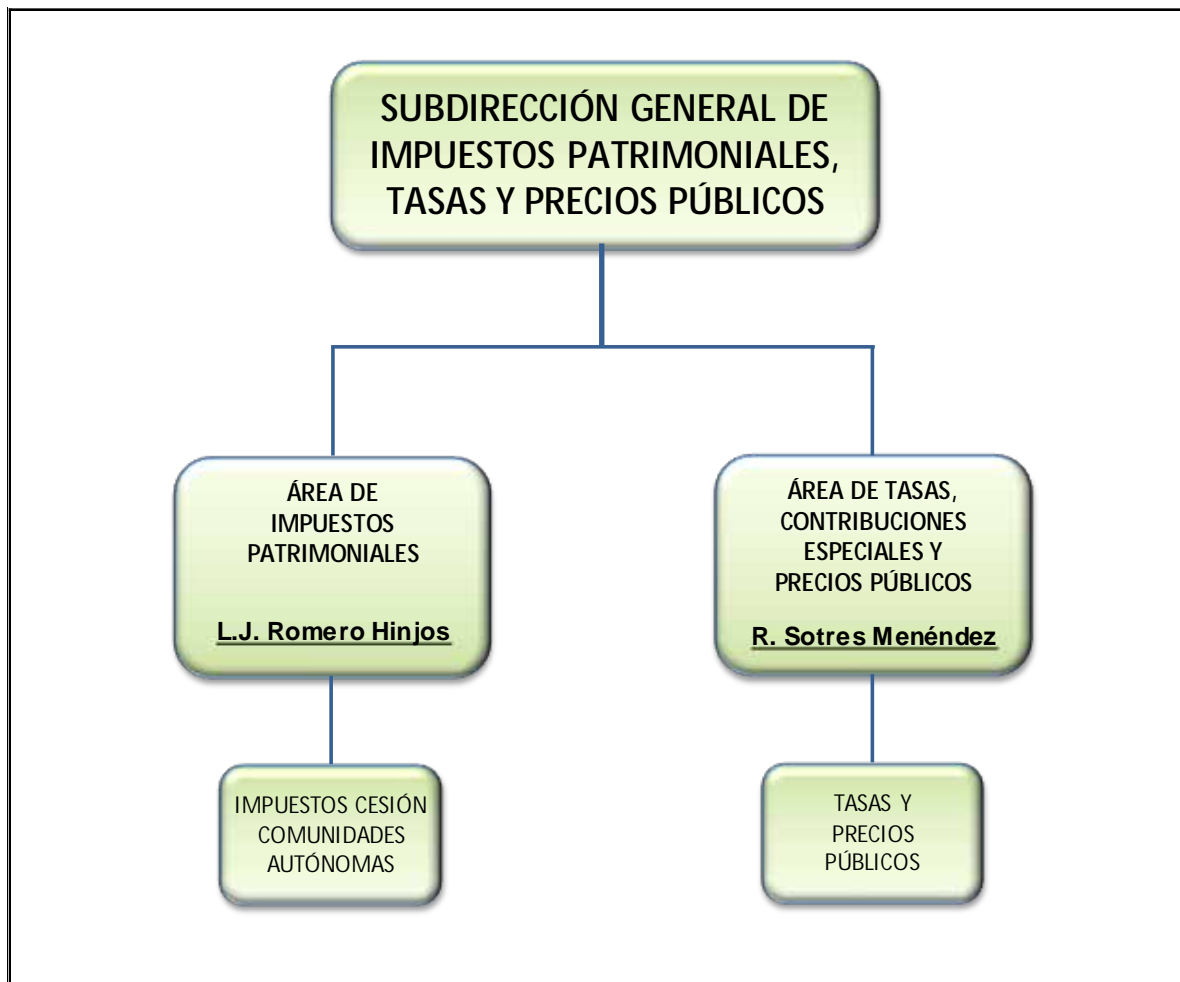 SUBDIRECCIÓN GENERAL DE
IMPUESTOS PATRIMONIALES,
TASAS Y PRECIOS PÚBLICOS
ÁREA DE
IMPUESTOS
PATRIMONIALES
L.J. Romero Hinjos
ÁREA DE TASAS,
CONTRIBUCIONES
ESPECIALES Y
PRECIOS PÚBLICOS
R. Sotres Menéndez
IMPUESTOS CESIÓN
COMUNIDADES
AUTÓNOMAS
TASAS Y
PRECIOS
PÚBLICOS